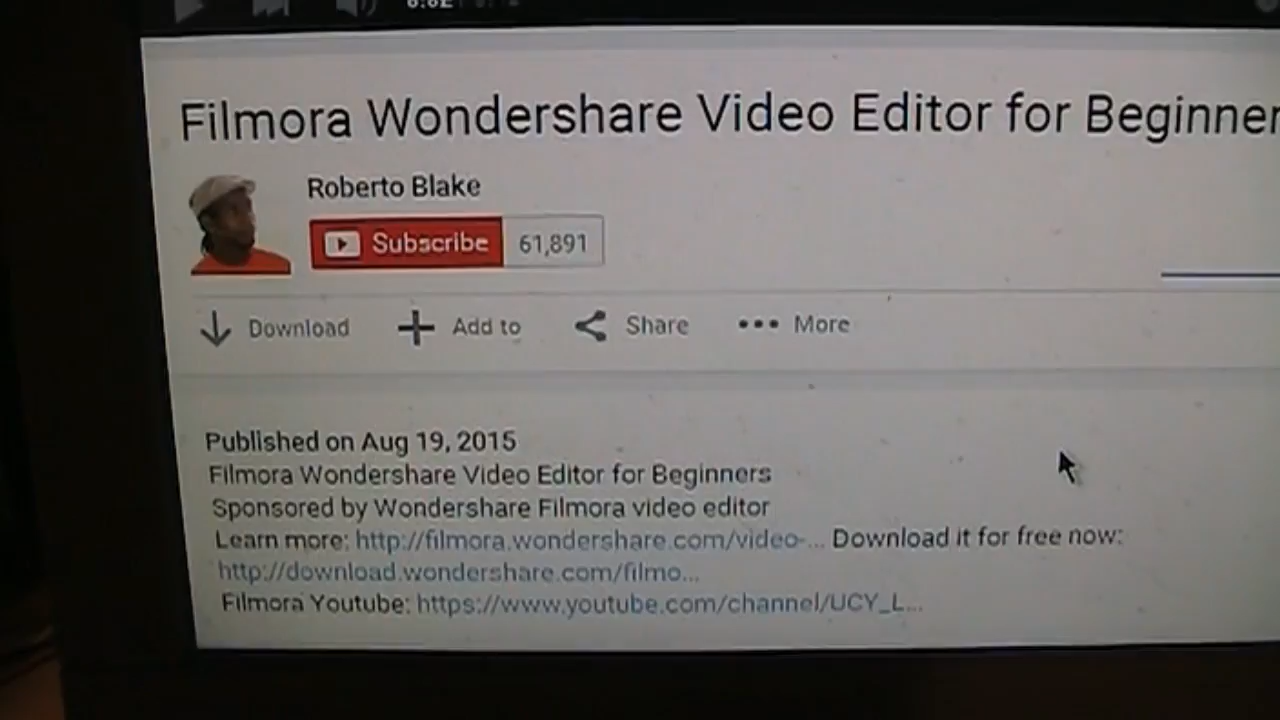 Filmora Wondershare Video Editor for Beginner
Roberto Blake
Subscribe 61,891
Download Add to Share More
Published on Aug 19, 2015
Filmora Wondershare Video Editor for Beginners
Sponsored by Wondershare Filmora video editor
Learn more: http://filmora.wondershare.com/video-... Download it for free now:
http://download.wondershare.com/filmo...
Filmora Youtube: https://www.youtube.com/channel/UCY_L...